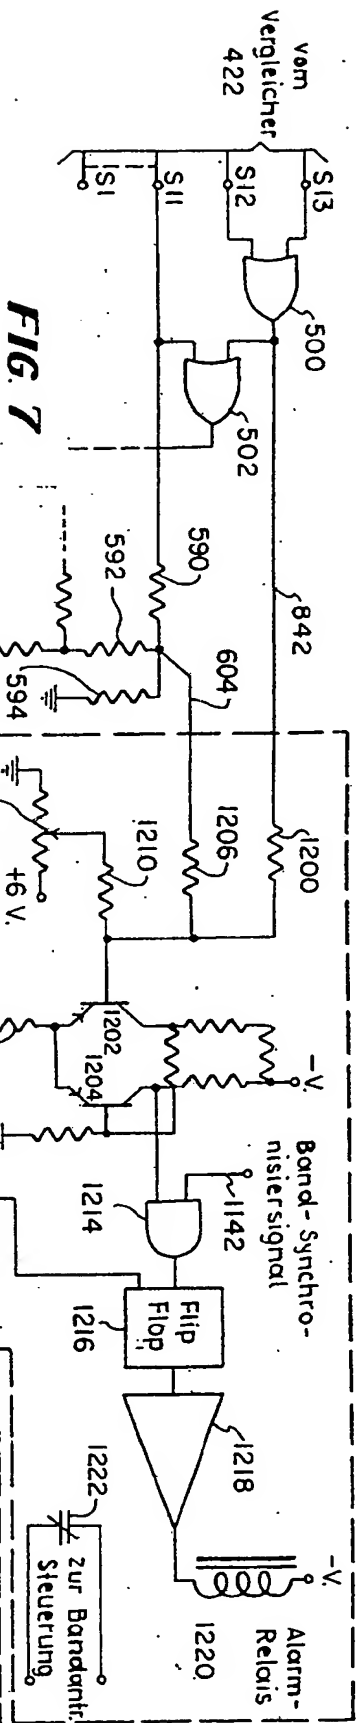 vom
Vergleicher
422
S13
S12
S11
S1
500
502
842
590
592
594
604
FIG. 7
1200
1206
1210
+6 V.
1202
1204
-V.
Band-Synchro-
nisiersignal
1142
1214
Flip
Flop
1216
1218
-V.
Alarm-
Relais
1220
1222
zur Bandantr.
Steuerung